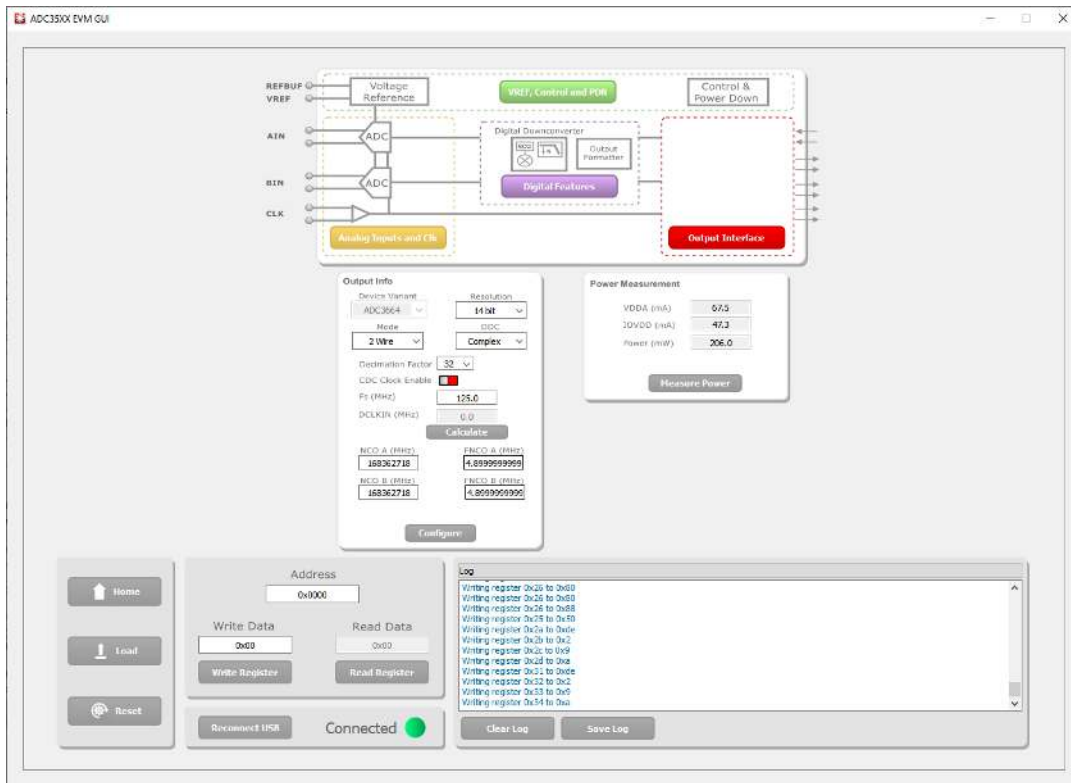 ADC35XX EVM GUI
REFBUF
VREF
Voltage
Reference
VREF, Control and PDN
Control &
Power Down
AIN
ADC
Digital Downconverter
NCO
Output
Formatter
BIN
ADC
Digital Features
CLK
Analog Inputs and Clk
Output Interface
Output Info
Device Variant
Resolution
ADC3664
14 bit
Mode
DDC
2 Wire
Complex
Decimation Factor 32
CDC Clock Enable
Fs (MHz) 125.0
DCLKIN (MHz) 0.0
Calculate
NCO A (MHz)
FNCO A (MHz)
168362718
4.8999999999
NCO B (MHz)
FNCO B (MHz)
168362718
4.8999999999
Configure
Power Measurement
VDDA (mA) 67.5
IOVDD (mA) 47.3
Power (mW) 206.0
Measure Power
Home
Load
Reset
Address
0x0000
Write Data
Read Data
0x00
0x00
Write Register
Read Register
Reconnect USB
Connected
Log
Writing register 0x26 to 0x80
Writing register 0x26 to 0x80
Writing register 0x26 to 0x88
Writing register 0x25 to 0x50
Writing register 0x2a to 0xde
Writing register 0x2b to 0x2
Writing register 0x2c to 0x9
Writing register 0x2d to 0xa
Writing register 0x31 to 0xde
Writing register 0x32 to 0x2
Writing register 0x33 to 0x9
Writing register 0x34 to 0xa
Clear Log
Save Log